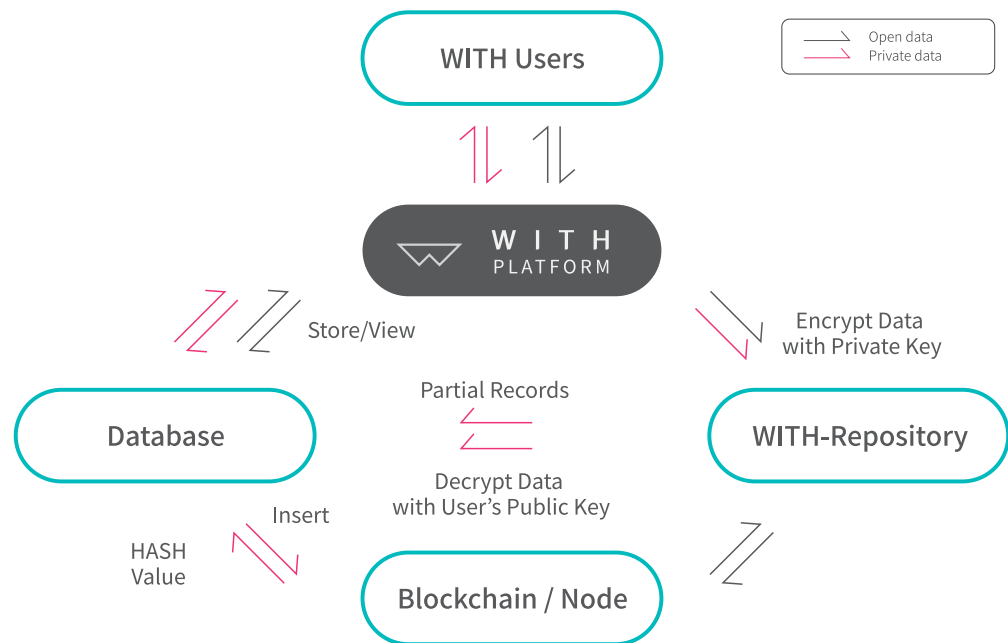 WITH Users
Open data
Private data
W I T H
PLATFORM
Store/View
Encrypt Data
with Private Key
Partial Records
Database
WITH-Repository
Decrypt Data
with User’s Public Key
Insert
HASH
Value
Blockchain / Node